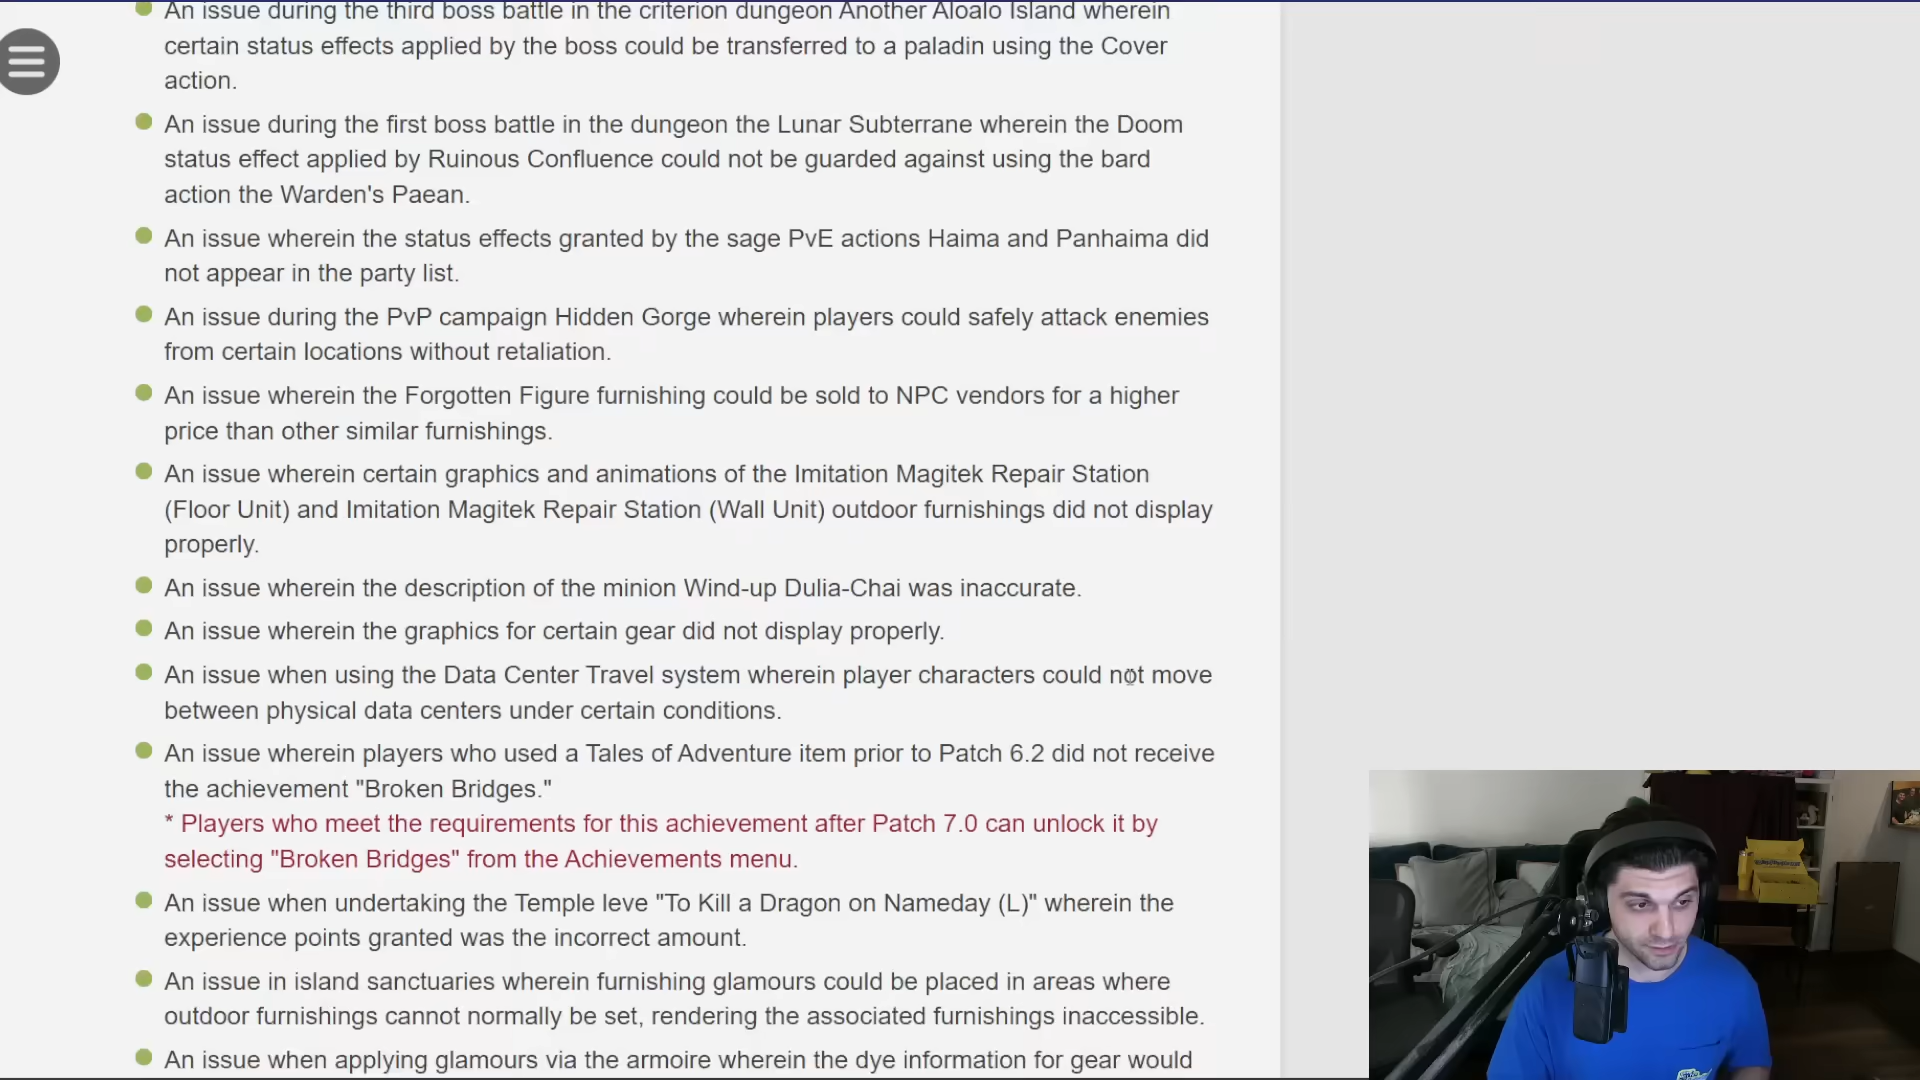 An issue during the third boss battle in the criterion dungeon Another Aloalo Island wherein
certain status effects applied by the boss could be transferred to a paladin using the Cover
action.
An issue during the first boss battle in the dungeon the Lunar Subterrane wherein the Doom
status effect applied by Ruinous Confluence could not be guarded against using the bard
action the Warden's Paean.
An issue wherein the status effects granted by the sage PvE actions Haima and Panhaima did
not appear in the party list.
An issue during the PvP campaign Hidden Gorge wherein players could safely attack enemies
from certain locations without retaliation.
An issue wherein the Forgotten Figure furnishing could be sold to NPC vendors for a higher
price than other similar furnishings.
An issue wherein certain graphics and animations of the Imitation Magitek Repair Station
(Floor Unit) and Imitation Magitek Repair Station (Wall Unit) outdoor furnishings did not display
properly.
An issue wherein the description of the minion Wind-up Dulia-Chai was inaccurate.
An issue wherein the graphics for certain gear did not display properly.
An issue when using the Data Center Travel system wherein player characters could not move
between physical data centers under certain conditions.
An issue wherein players who used a Tales of Adventure item prior to Patch 6.2 did not receive
the achievement "Broken Bridges."
* Players who meet the requirements for this achievement after Patch 7.0 can unlock it by
selecting "Broken Bridges" from the Achievements menu.
An issue when undertaking the Temple leve "To Kill a Dragon on Nameday (L)" wherein the
experience points granted was the incorrect amount.
An issue in island sanctuaries wherein furnishing glamours could be placed in areas where
outdoor furnishings cannot normally be set, rendering the associated furnishings inaccessible.
An issue when applying glamours via the armoire wherein the dye information for gear would